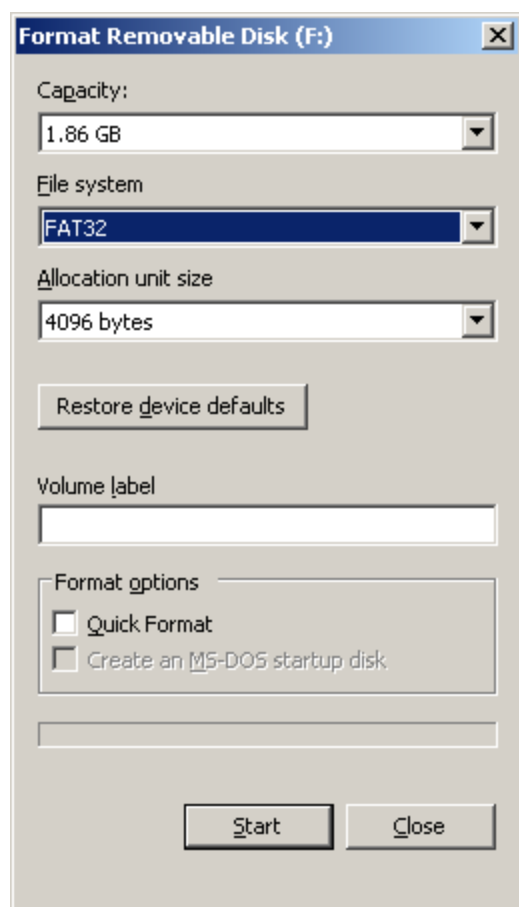 Format Removable Disk (F:)
Capacity:
1.86 GB
File system
FAT32
Allocation unit size
4096 bytes
Restore device defaults
Volume label
Format options
Quick Format
Create an MS-DOS startup disk
Start Close